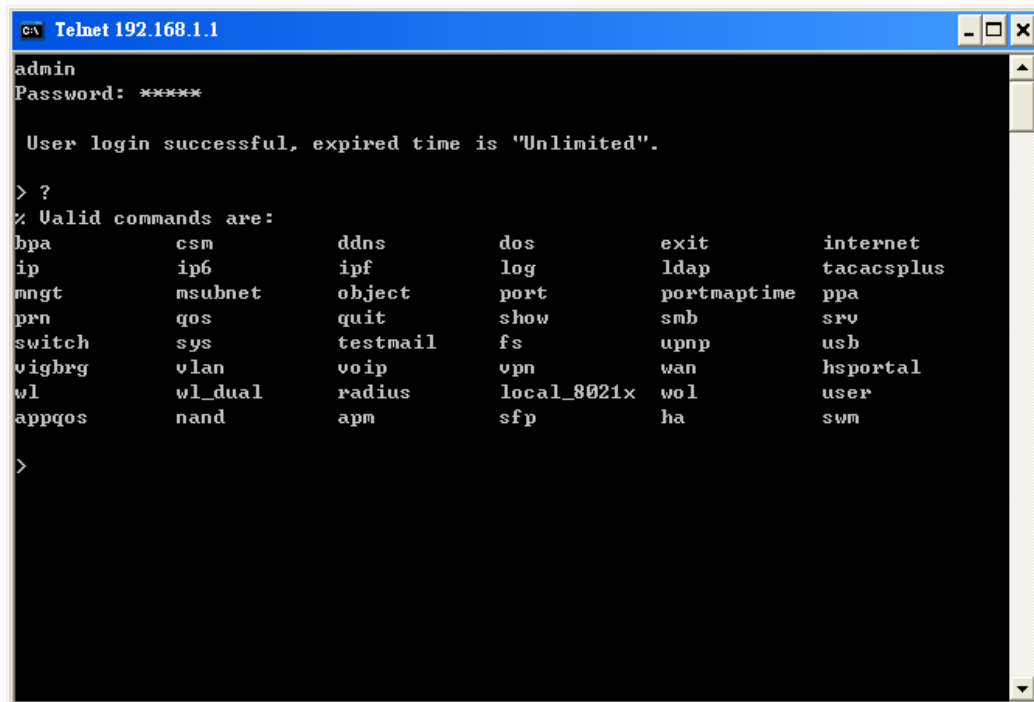 Telnet 192.168.1.1
admin
Password: *****
User login successful, expired time is "Unlimited".
> ?
% Valid commands are:
bpa csm ddns dos exit internet
ip ip6 ipf log ldap tacacsplus
mngt msubnet object port portmaptime ppa
prn qos quit show smb srv
switch sys testmail fs upnp usb
vigbrg vlan voip vpn wan hsportal
wl wl_dual radius local_8021x wol user
appqos nand apm sfp ha swm
>